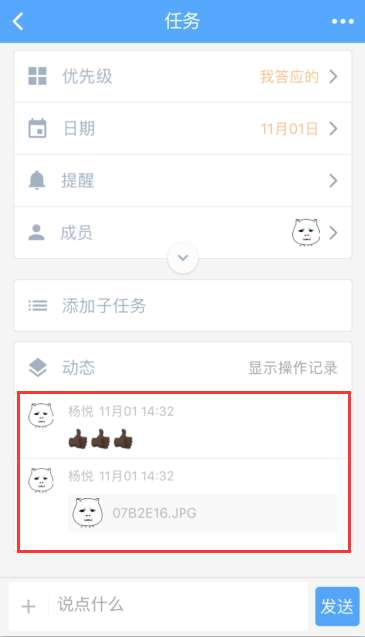 任务
优先级 我答应的
日期 11月01日
提醒
成员
添加子任务
动态 显示操作记录
杨悦 11月01 14:32
👍🏿👍🏿👍🏿
杨悦 11月01 14:32
07B2E16.JPG
说点什么 发送